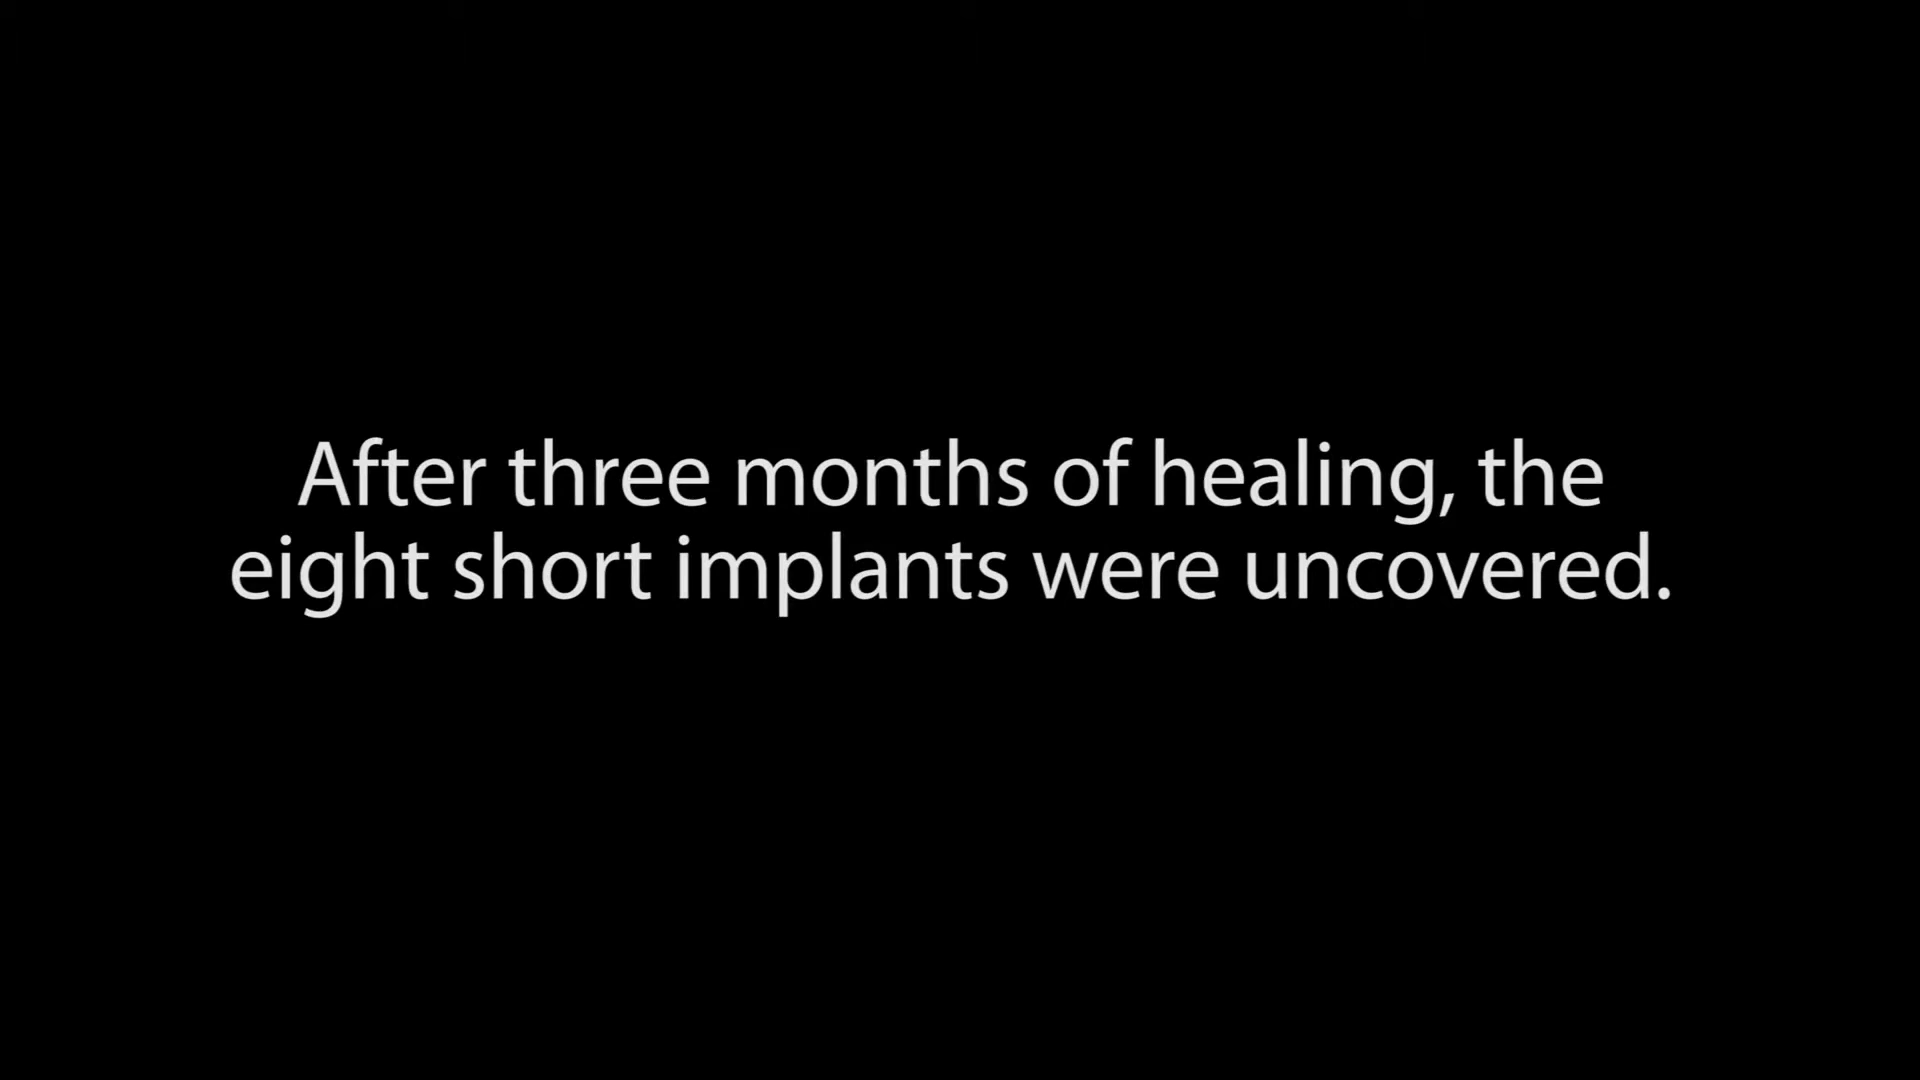 After three months of healing, the
eight short implants were uncovered.